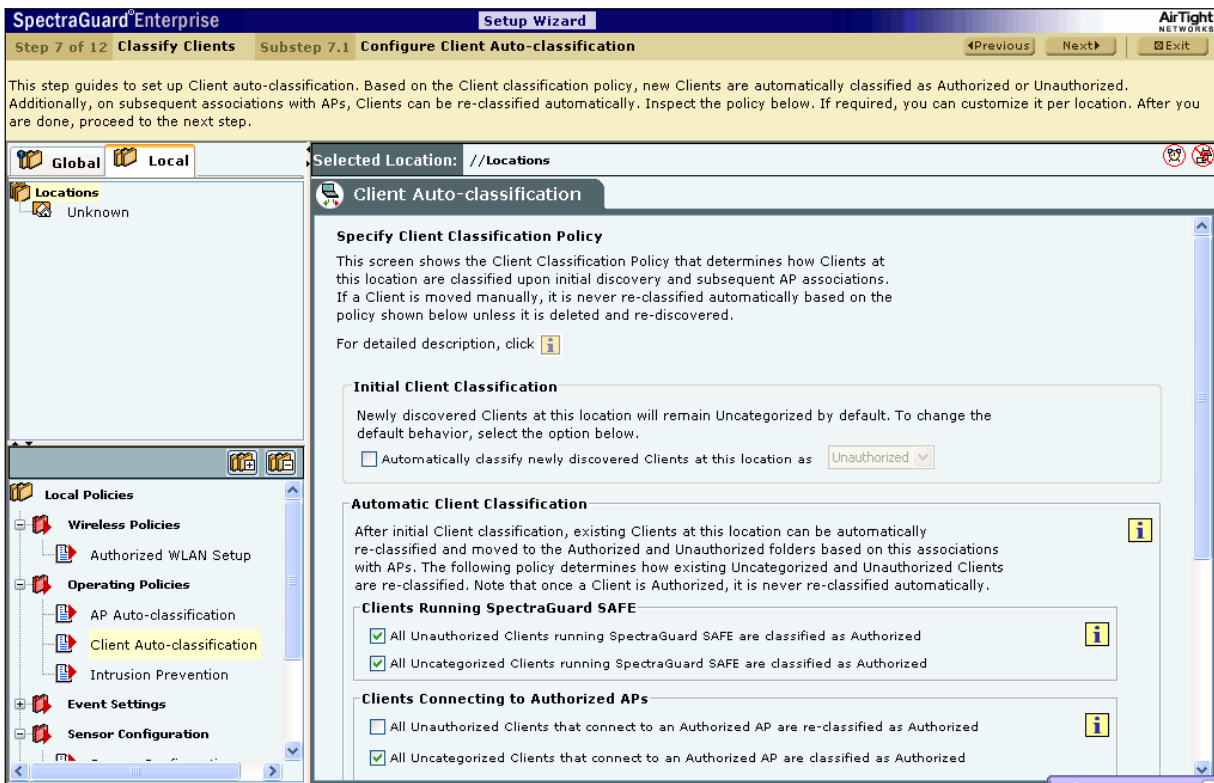 SpectraGuard®Enterprise
Setup Wizard
AirTight
NETWORKS
Step 7 of 12 Classify Clients Substep 7.1 Configure Client Auto-classification
Previous
Next
Exit
This step guides to set up Client auto-classification. Based on the Client classification policy, new Clients are automatically classified as Authorized or Unauthorized.
Additionally, on subsequent associations with APs, Clients can be re-classified automatically. Inspect the policy below. If required, you can customize it per location. After you
are done, proceed to the next step.
Global
Local
Locations
Unknown
Local Policies
Wireless Policies
Authorized WLAN Setup
Operating Policies
AP Auto-classification
Client Auto-classification
Intrusion Prevention
Event Settings
Sensor Configuration
Selected Location: //Locations
Client Auto-classification
Specify Client Classification Policy
This screen shows the Client Classification Policy that determines how Clients at
this location are classified upon initial discovery and subsequent AP associations.
If a Client is moved manually, it is never re-classified automatically based on the
policy shown below unless it is deleted and re-discovered.
For detailed description, click i
Initial Client Classification
Newly discovered Clients at this location will remain Uncategorized by default. To change the
default behavior, select the option below.
Automatically classify newly discovered Clients at this location as Unauthorized
Automatic Client Classification
After initial Client classification, existing Clients at this location can be automatically
re-classified and moved to the Authorized and Unauthorized folders based on this associations
with APs. The following policy determines how existing Uncategorized and Unauthorized Clients
are re-classified. Note that once a Client is Authorized, it is never re-classified automatically.
i
Clients Running SpectraGuard SAFE
All Unauthorized Clients running SpectraGuard SAFE are classified as Authorized
All Uncategorized Clients running SpectraGuard SAFE are classified as Authorized
i
Clients Connecting to Authorized APs
All Unauthorized Clients that connect to an Authorized AP are re-classified as Authorized
All Uncategorized Clients that connect to an Authorized AP are classified as Authorized
i